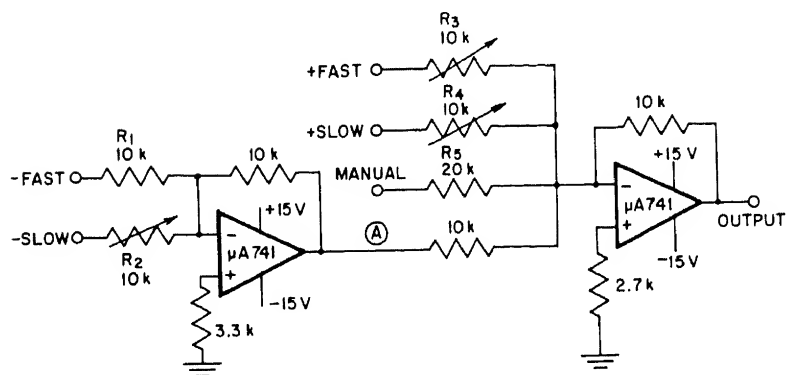 R3
10 k
+FAST
R4
10k
+SLOW
R5
20 k
MANUAL
10 k
Ⓐ
R1
10 k
-FAST
10 k
-SLOW
R2
10 k
+15 V
μA741
-15 V
3.3 k
10 k
+15 V
μA741
-15 V
2.7 k
OUTPUT